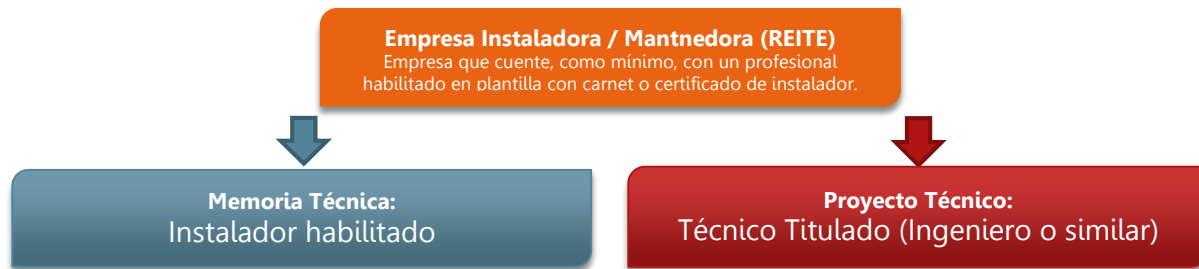 Empresa Instaladora / Mantnedora (REITE)
Empresa que cuente, como mínimo, con un profesional
habilitado en plantilla con carnet o certificado de instalador.
Memoria Técnica:
Instalador habilitado
Proyecto Técnico:
Técnico Titulado (Ingeniero o similar)